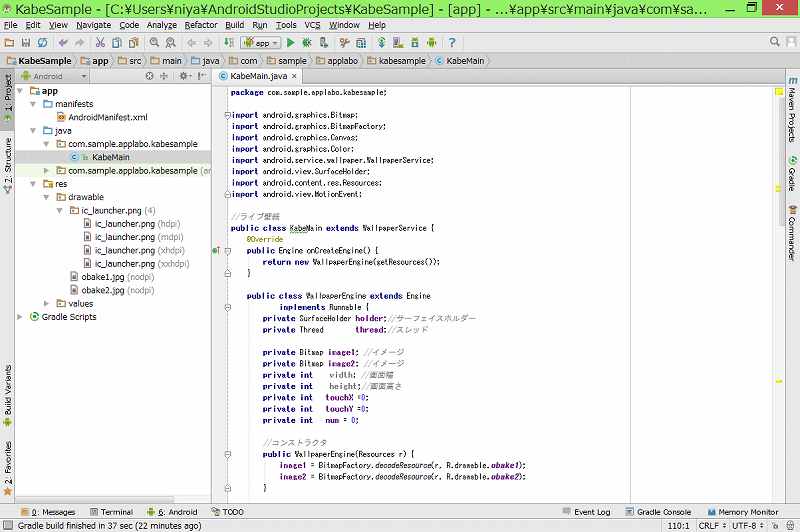 KabeSample - [C:¥Users¥niya¥AndroidStudioProjects¥KabeSample] - [app] - ...¥app¥src¥main¥java¥com¥sa...
File Edit View Navigate Code Analyze Refactor Build Run Tools VCS Window Help
app
KabeSample app src main java com sample applabo kabesample KabeMain
Android
KabeMain.java
1: Project
7: Structure
Build Variants
2: Favorites
app
manifests
AndroidManifest.xml
java
com.sample.applabo.kabesample
KabeMain
com.sample.applabo.kabesample
res
drawable
ic_launcher.png (4)
ic_launcher.png (hdpi)
ic_launcher.png (mdpi)
ic_launcher.png (xhdpi)
ic_launcher.png (xxhdpi)
obake1.jpg (nodpi)
obake2.jpg (nodpi)
values
Gradle Scripts
package com.sample.applabo.kabesample;
import android.graphics.Bitmap;
import android.graphics.BitmapFactory;
import android.graphics.Canvas;
import android.graphics.Color;
import android.service.wallpaper.WallpaperService;
import android.view.SurfaceHolder;
import android.content.res.Resources;
import android.view.MotionEvent;
//ライブ壁紙
public class KabeMain extends WallpaperService {
@Override
public Engine onCreateEngine() {
return new WallpaperEngine(getResources());
}
public class WallpaperEngine extends Engine
implements Runnable {
private SurfaceHolder holder;//サーフェイスホルダー
private Thread thread;//スレッド
private Bitmap image1; //イメージ
private Bitmap image2; //イメージ
private int width; //画面幅
private int height;//画面高さ
private int touchX =0;
private int touchY =0;
private int num = 0;
//コンストラクタ
public WallpaperEngine(Resources r) {
image1 = BitmapFactory.decodeResource(r, R.drawable.obake1);
image2 = BitmapFactory.decodeResource(r, R.drawable.obake2);
}
Maven Projects
Gradle
Commander
0: Messages Terminal 6: Android TODO Event Log Gradle Console Memory Monitor
Gradle build finished in 37 sec (22 minutes ago) 110:1 CRLF UTF-8